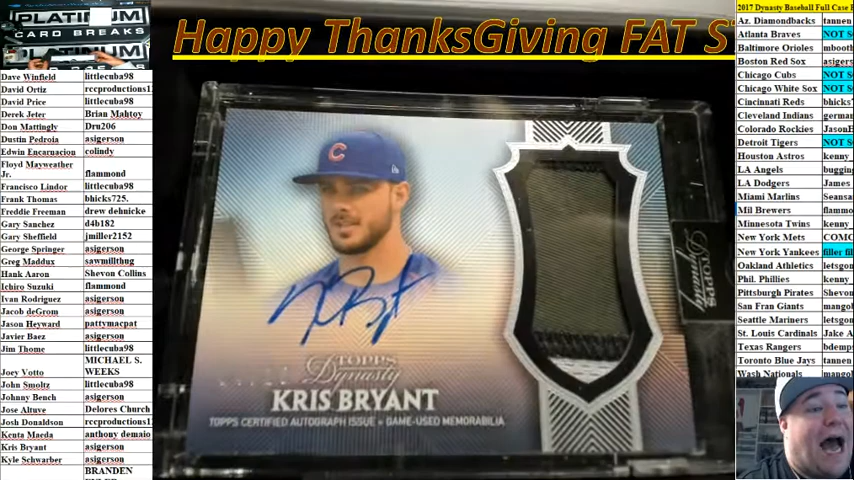 PLATINUM
CARD BREAKS
PLATINUM
Happy ThanksGiving FAT S
2017 Dynasty Baseball Full Case
Dave Winfield littlecuba98
David Ortiz rccproductions1
David Price littlecuba98
Derek Jeter Brian Mahtoy
Don Mattingly Dru206
Dustin Pedroia asigerson
Edwin Encarnacion colindy
Floyd Mayweather
Jr. flammond
Francisco Lindor littlecuba98
Frank Thomas bhicks725.
Freddie Freeman drew dehnicke
Gary Sanchez d4b182
Gary Sheffield jmiller2152
George Springer asigerson
Greg Maddux sawmillthug
Hank Aaron Shevon Collins
Ichiro Suzuki flammond
Ivan Rodriguez asigerson
Jacob deGrom asigerson
Jason Heyward pattymacpat
Javier Baez asigerson
Jim Thome littlecuba98
Joey Votto MICHAEL S.
WEEKS
John Smoltz littlecuba98
Johnny Bench asigerson
Jose Altuve Delores Church
Josh Donaldson rccproductions1
Kenta Maeda anthony demaio
Kris Bryant asigerson
Kyle Schwarber asigerson
BRANDEN
C
TOPPS
Dynasty
KRIS BRYANT
TOPPS CERTIFIED AUTOGRAPH ISSUE • GAME-USED MEMORABILIA
TOPPS
Dynasty
Az. Diamondbacks tannen
Atlanta Braves NOT S
Baltimore Orioles mbooth
Boston Red Sox asigers
Chicago Cubs NOT S
Chicago White Sox NOT S
Cincinnati Reds bhicks7
Cleveland Indians german
Colorado Rockies JasonE
Detroit Tigers NOT S
Houston Astros kenny
LA Angels buggin
LA Dodgers James
Miami Marlins Seansa
Mil Brewers flammo
Minnesota Twins kenny
New York Mets COMC
New York Yankees filler fil
Oakland Athletics letsgon
Phil. Phillies kenny
Pittsburgh Pirates Shevon
San Fran Giants mangol
Seattle Mariners letsgon
St. Louis Cardinals Jake A
Texas Rangers bdemps
Toronto Blue Jays tannen
Wash Nationals mangol